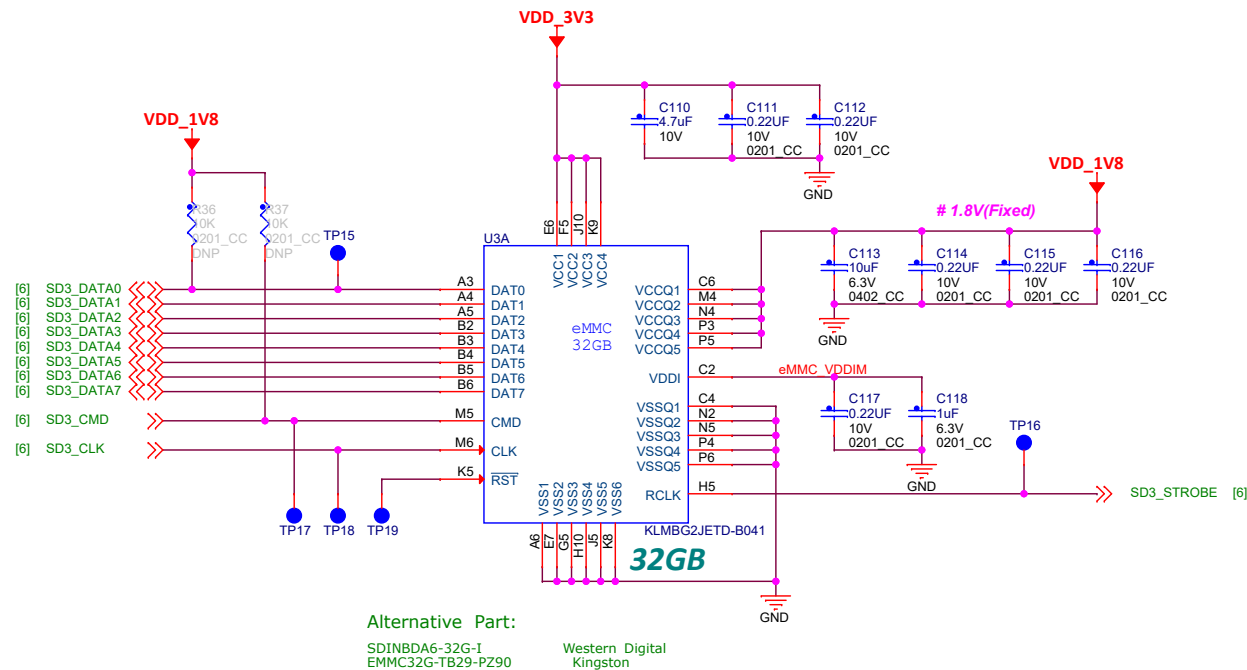 VDD_3V3
C110
4.7uF
10V
C111
0.22UF
10V
0201_CC
C112
0.22UF
10V
0201_CC
GND
VDD_1V8
R36
10K
0201_CC
DNP
R37
10K
0201_CC
DNP
TP15
VDD_1V8
# 1.8V(Fixed)
C113
10uF
6.3V
0402_CC
C114
0.22UF
10V
0201_CC
C115
0.22UF
10V
0201_CC
C116
0.22UF
10V
0201_CC
GND
[6] SD3_DATA0
[6] SD3_DATA1
[6] SD3_DATA2
[6] SD3_DATA3
[6] SD3_DATA4
[6] SD3_DATA5
[6] SD3_DATA6
[6] SD3_DATA7
[6] SD3_CMD
[6] SD3_CLK
U3A
E6 F5 J10 K9
VCC1 VCC2 VCC3 VCC4
A3 DAT0
A4 DAT1
A5 DAT2
B2 DAT3
B3 DAT4
B4 DAT5
B5 DAT6
B6 DAT7
M5 CMD
M6 CLK
K5 RST
eMMC
32GB
VCCQ1 C6
VCCQ2 M4
VCCQ3 N4
VCCQ4 P3
VCCQ5 P5
VDDI C2
eMMC_VDDIM
VSSQ1 C4
VSSQ2 N2
VSSQ3 N5
VSSQ4 P4
VSSQ5 P6
RCLK H5
VSS1 VSS2 VSS3 VSS4 VSS5 VSS6
A6 E7 G5 H10 J5 K8
KLMBG2JETD-B041
32GB
C117
0.22UF
10V
0201_CC
C118
1uF
6.3V
0201_CC
GND
TP16
SD3_STROBE [6]
TP17
TP18
TP19
GND
Alternative Part:
SDINBDA6-32G-I Western Digital
EMMC32G-TB29-PZ90 Kingston